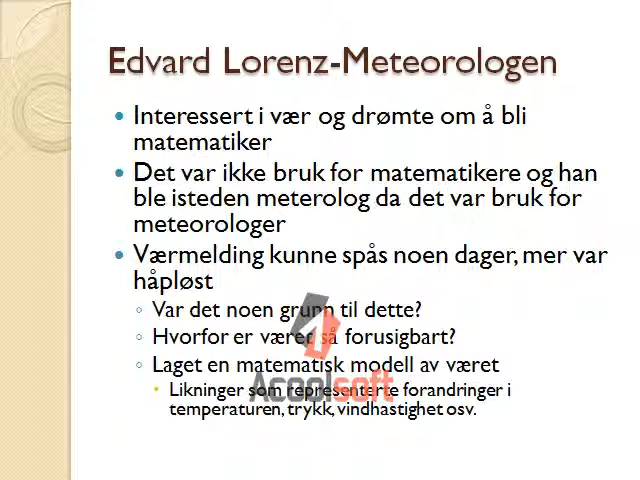 Edvard Lorenz-Meteorologen
Interessert i vær og drømte om å bli
matematiker
Det var ikke bruk for matematikere og han
ble isteden meterolog da det var bruk for
meteorologer
Værmelding kunne spås noen dager, mer var
håpløst
Var det noen grunn til dette?
Hvorfor er været så forusigbart?
Laget en matematisk modell av været
Likninger som representerte forandringer i
temperaturen, trykk, vindhastighet osv.
Acoolsoft